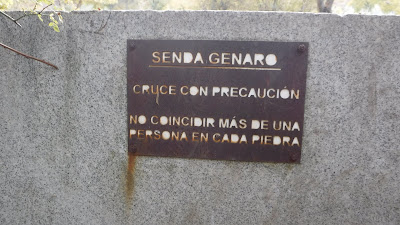 SENDA GENARO
CRUCE CON PRECAUCIÓN
NO COINCIDIR MÁS DE UNA
PERSONA EN CADA PIEDRA